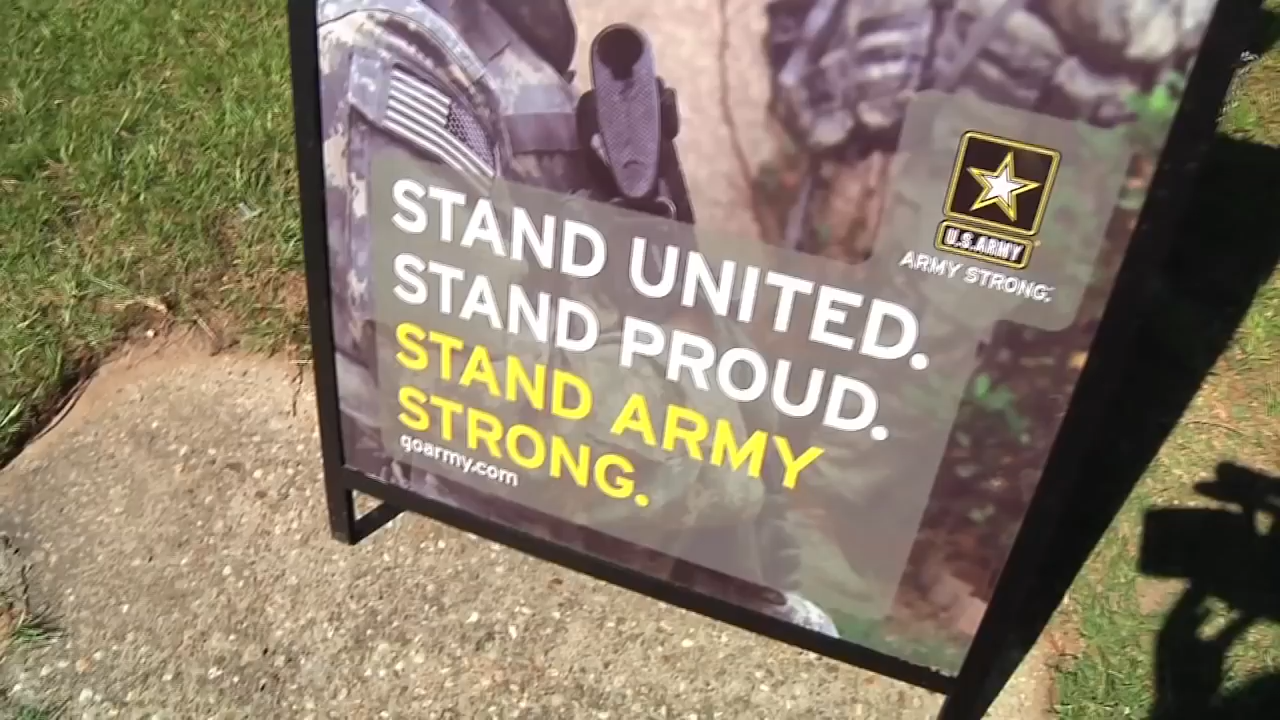 STAND UNITED.
STAND PROUD.
STAND ARMY
STRONG.
goarmy.com
U.S.ARMY
ARMY STRONG.